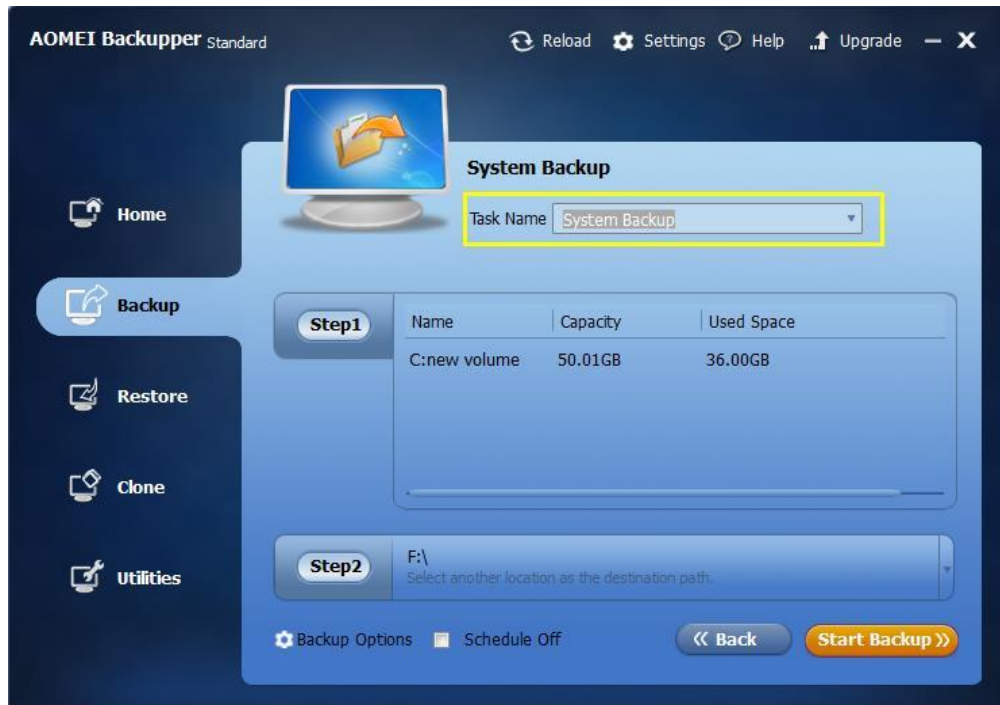 AOMEI Backupper Standard
Reload Settings Help Upgrade
System Backup
Task Name System Backup
Home
Backup
Restore
Clone
Utilities
Step1
Name Capacity Used Space
C:new volume 50.01GB 36.00GB
Step2
F:\
Select another location as the destination path.
Backup Options Schedule Off
Back Start Backup